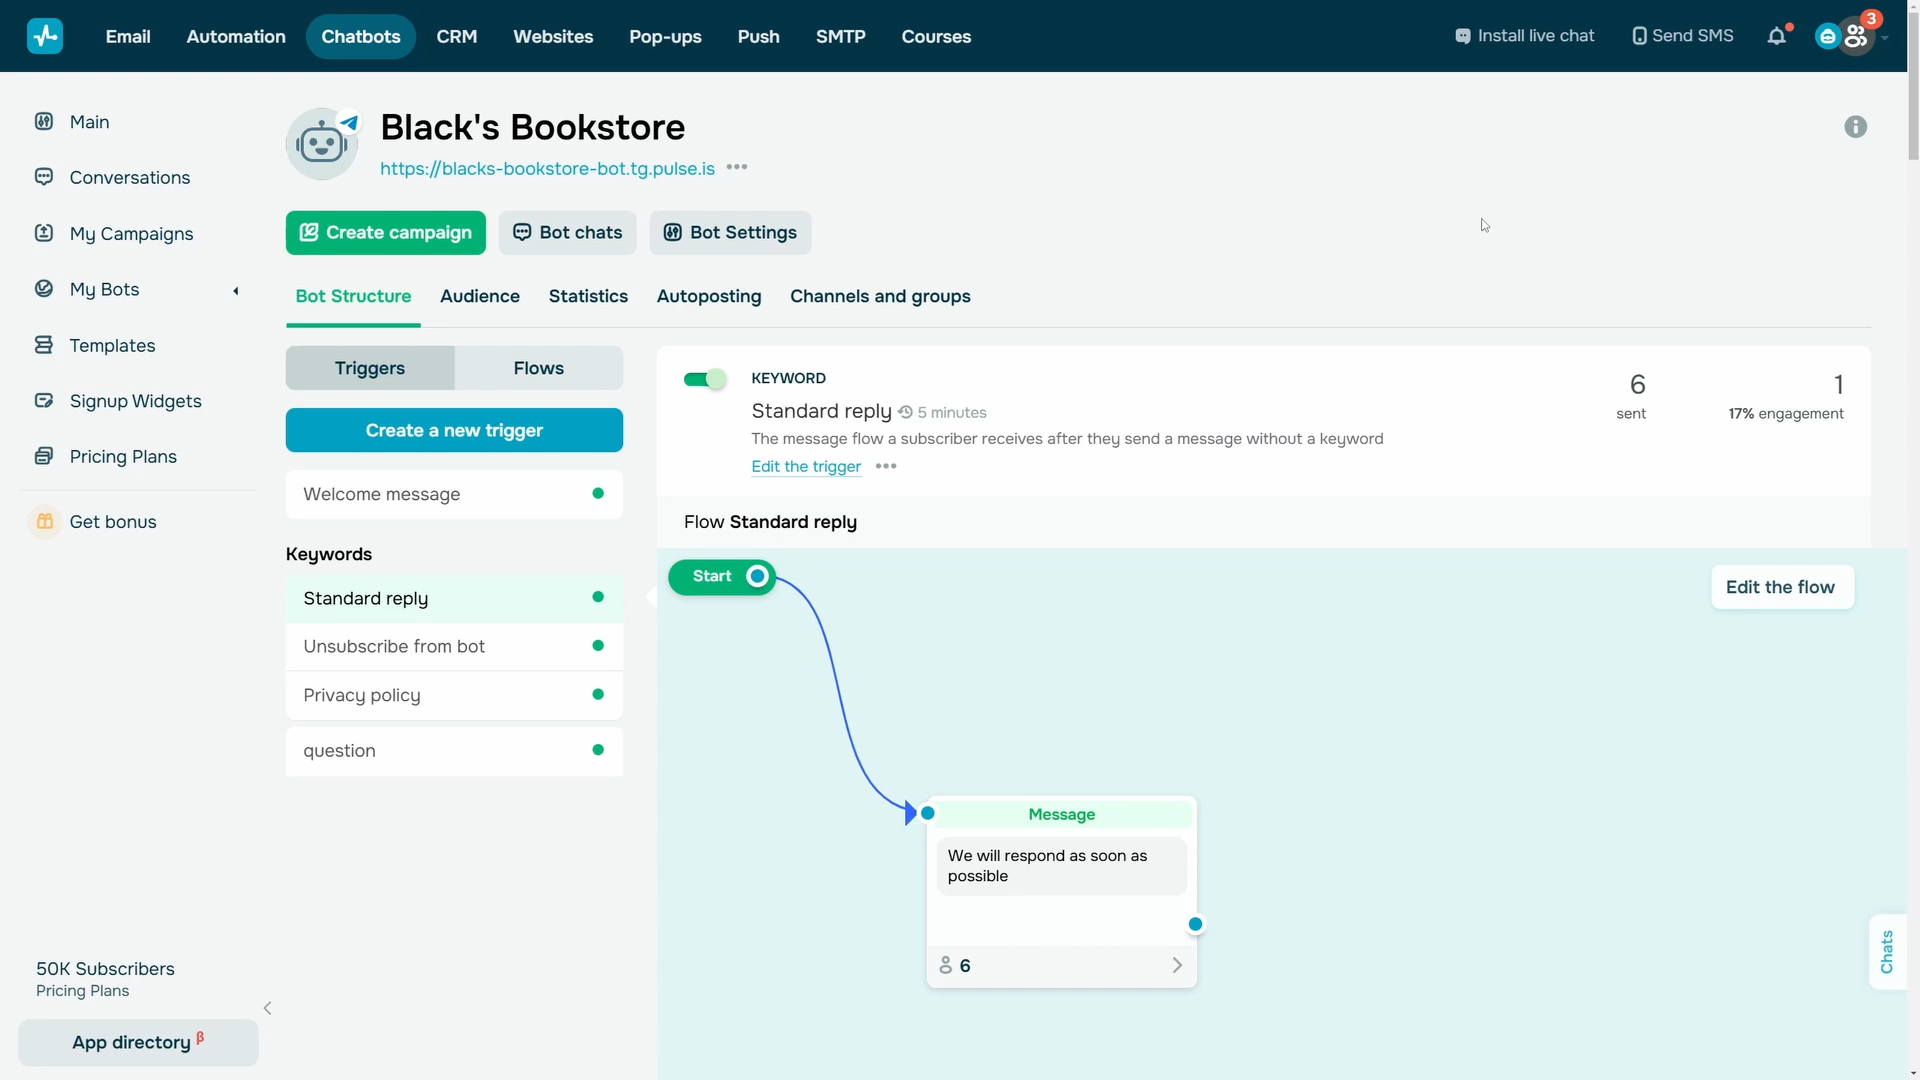 Email Automation Chatbots CRM Websites Pop-ups Push SMTP Courses Install live chat Send SMS 3
Main
Conversations
My Campaigns
My Bots
Templates
Signup Widgets
Pricing Plans
Get bonus
50K Subscribers
Pricing Plans
App directory β
Black's Bookstore
https://blacks-bookstore-bot.tg.pulse.is
Create campaign Bot chats Bot Settings
Bot Structure Audience Statistics Autoposting Channels and groups
Triggers Flows
Create a new trigger
Welcome message
Keywords
Standard reply
Unsubscribe from bot
Privacy policy
question
KEYWORD
Standard reply 5 minutes
The message flow a subscriber receives after they send a message without a keyword
Edit the trigger
6
sent
1
17% engagement
Flow Standard reply
Start
Edit the flow
Message
We will respond as soon as
possible
6
Chats